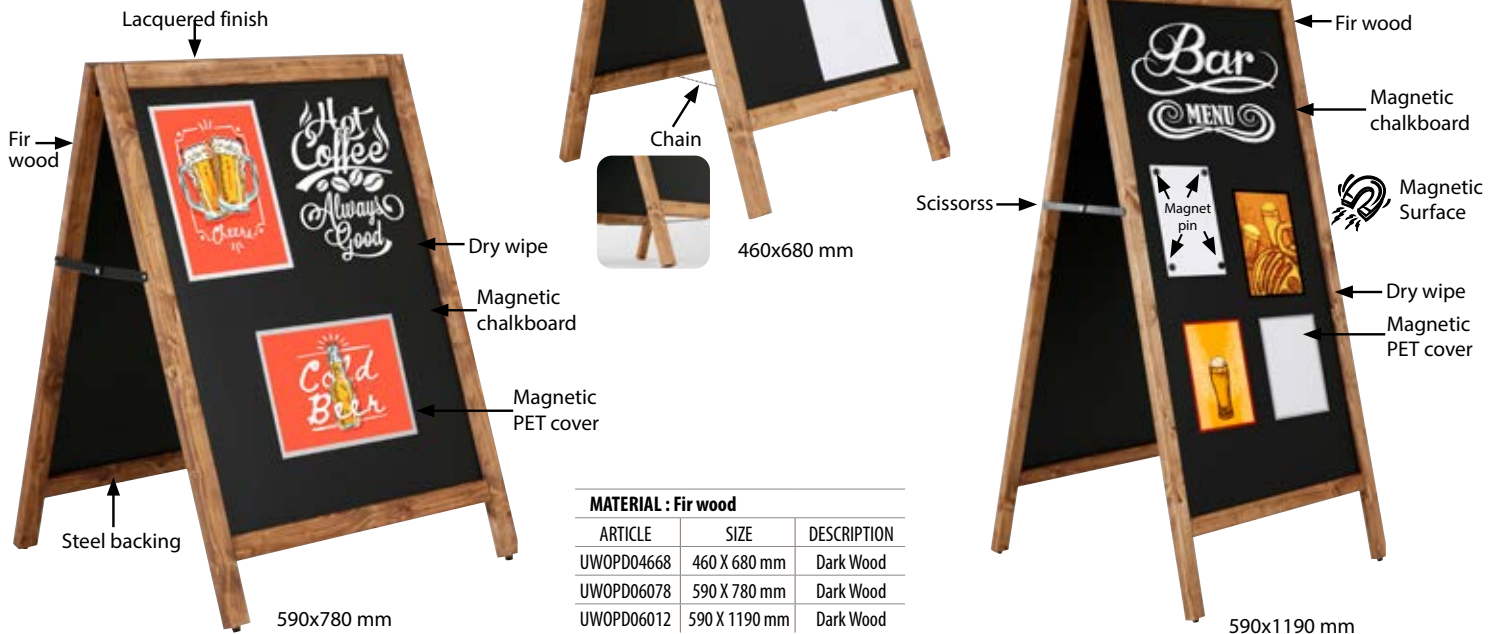 Lacquered finish
Fir
wood
Hot
Coffee
Always
Good
Cheers
Dry wipe
Magnetic
chalkboard
Cold
Beer
Magnetic
PET cover
Steel backing
590x780 mm
Chain
460x680 mm
MATERIAL : Fir wood
ARTICLE SIZE DESCRIPTION
UWOPD04668 460 X 680 mm Dark Wood
UWOPD06078 590 X 780 mm Dark Wood
UWOPD06012 590 X 1190 mm Dark Wood
Fir wood
Bar
MENU
Magnetic
chalkboard
Scissorss
Magnet
pin
Magnetic
Surface
Dry wipe
Magnetic
PET cover
590x1190 mm